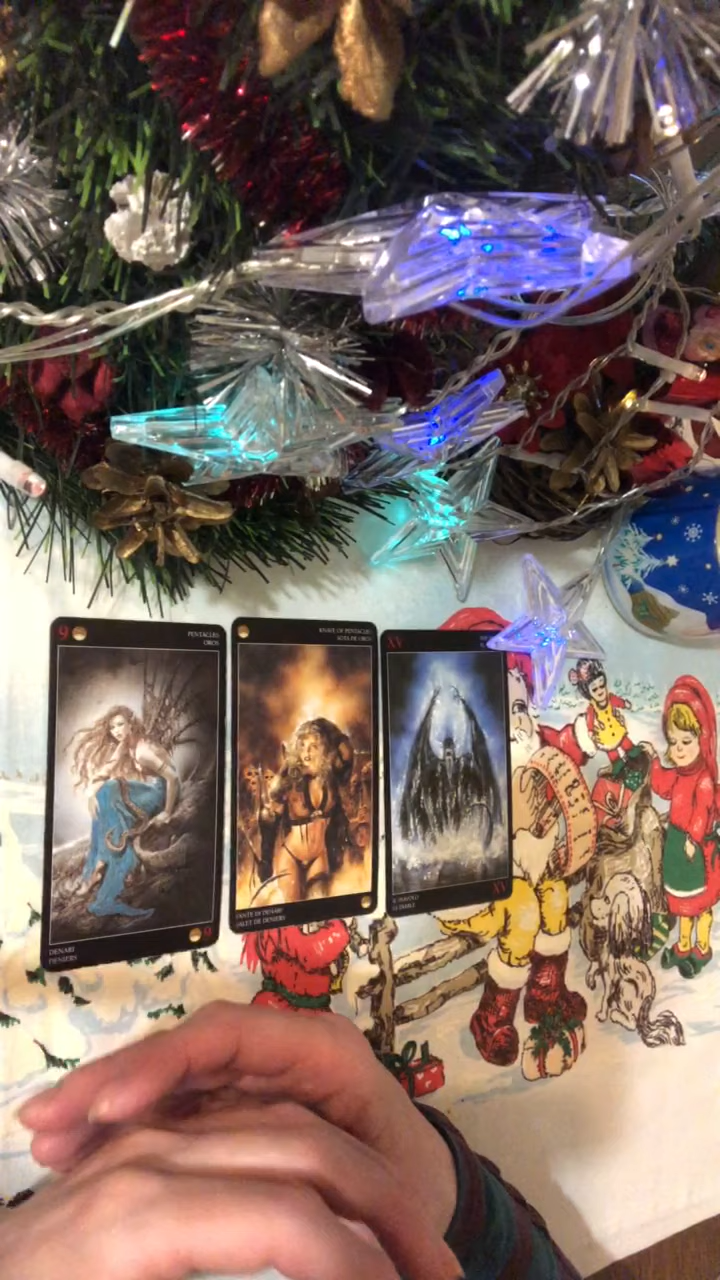 9
PENTACLES
OROS
DENARI
DENIERS
9
KNAVE OF PENTACLES
SOTA DE OROS
FANTE DI DENARI
VALET DE DENIERS
XV
IL DIAVOLO
LE DIABLE
XV